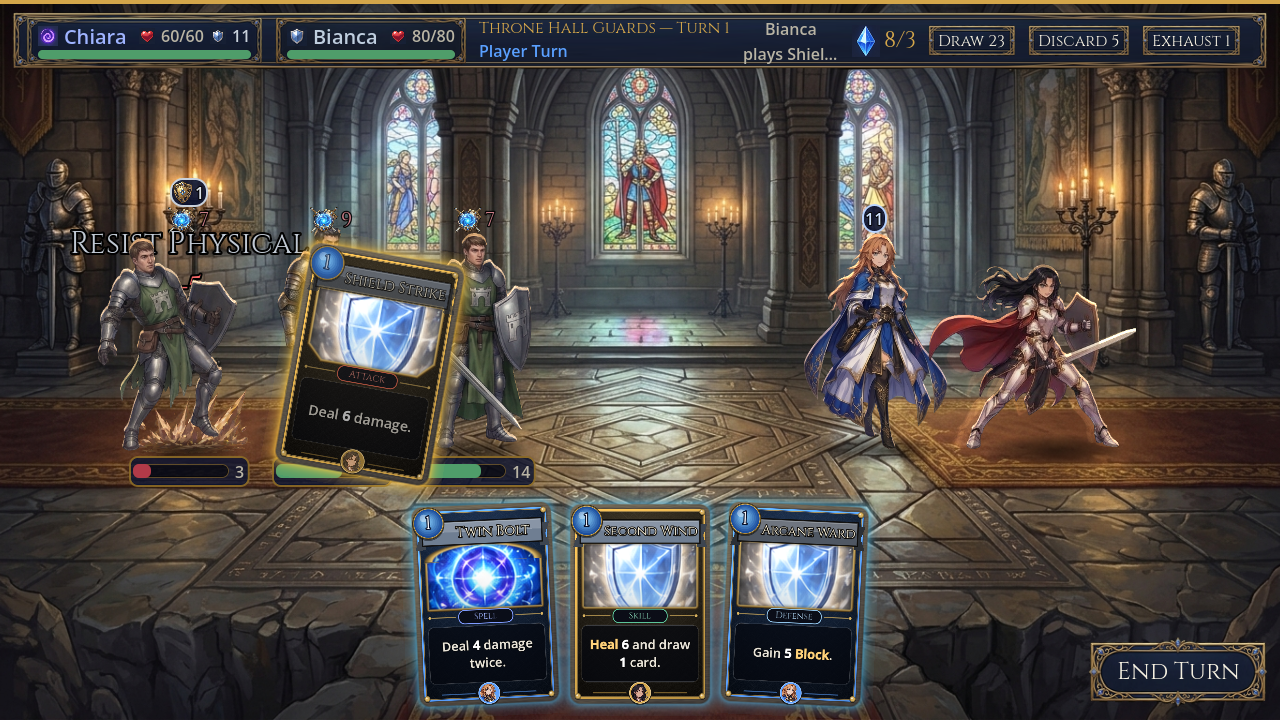 Chiara 60/60 11
Bianca 80/80
Throne Hall Guards — Turn 1
Player Turn
Bianca
plays Shiel...
8/3
Draw 23
Discard 5
Exhaust 1
1
7
9
7
11
Resist Physical
5
1
Shield Strike
Attack
Deal 6 damage.
3
14
1
Twin Bolt
Spell
Deal 4 damage
twice.
1
Second Wind
Skill
Heal 6 and draw
1 card.
1
Arcane Ward
Defense
Gain 5 Block.
End Turn